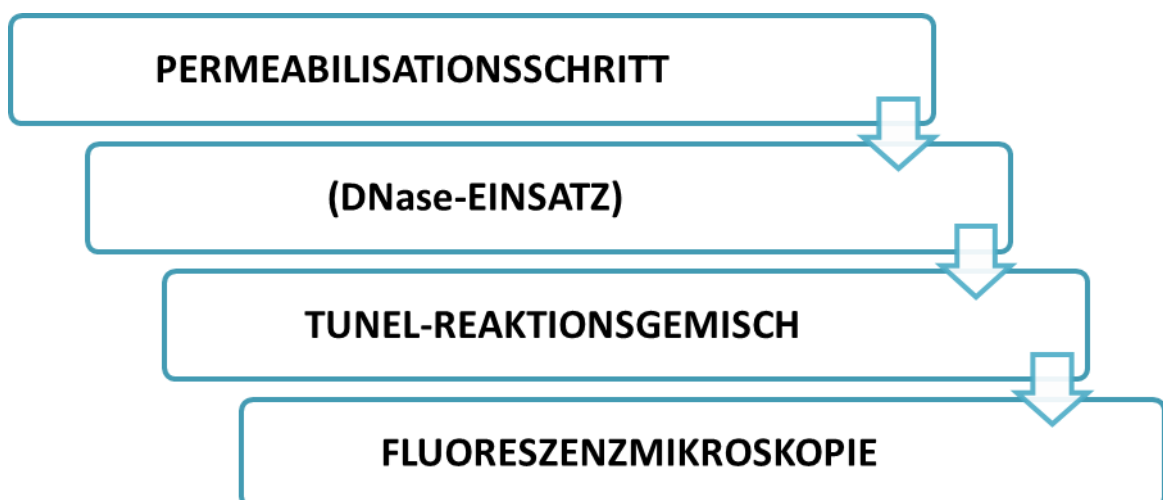 PERMEABILISATIONSSCHRITT
(DNase-EINSATZ)
TUNEL-REAKTIONSGEMISCH
FLUORESZENZMIKROSKOPIE